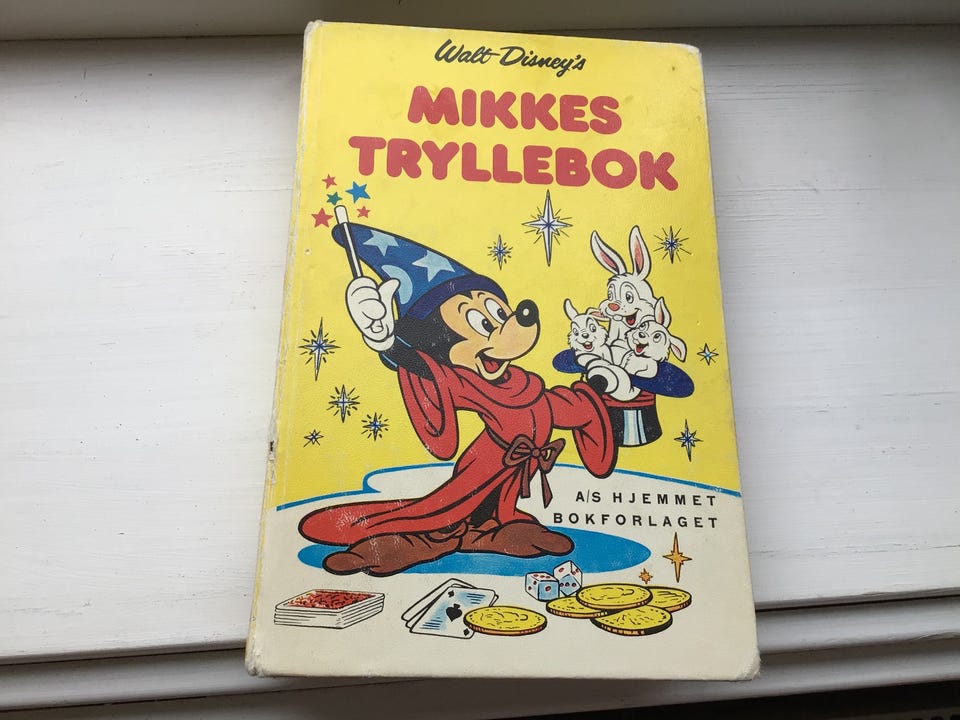 Walt Disney's
MIKKES
TRYLLEBOK
A/S HJEMMET
BOKFORLAGET